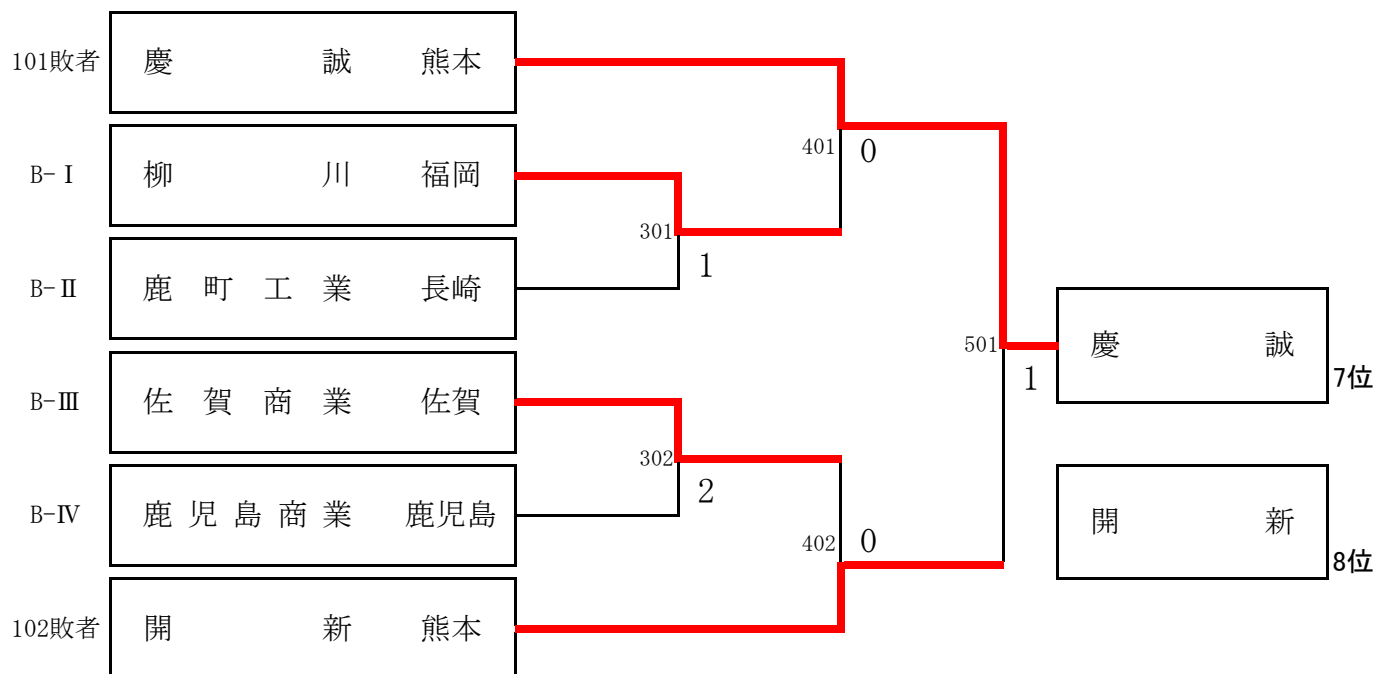 101敗者 慶誠 熊本
401 0
B-Ⅰ 柳川 福岡
301 1
B-Ⅱ 鹿町工業 長崎
501 1
慶誠 7位
B-Ⅲ 佐賀商業 佐賀
302 2
B-Ⅳ 鹿児島商業 鹿児島
開新 8位
402 0
102敗者 開新 熊本